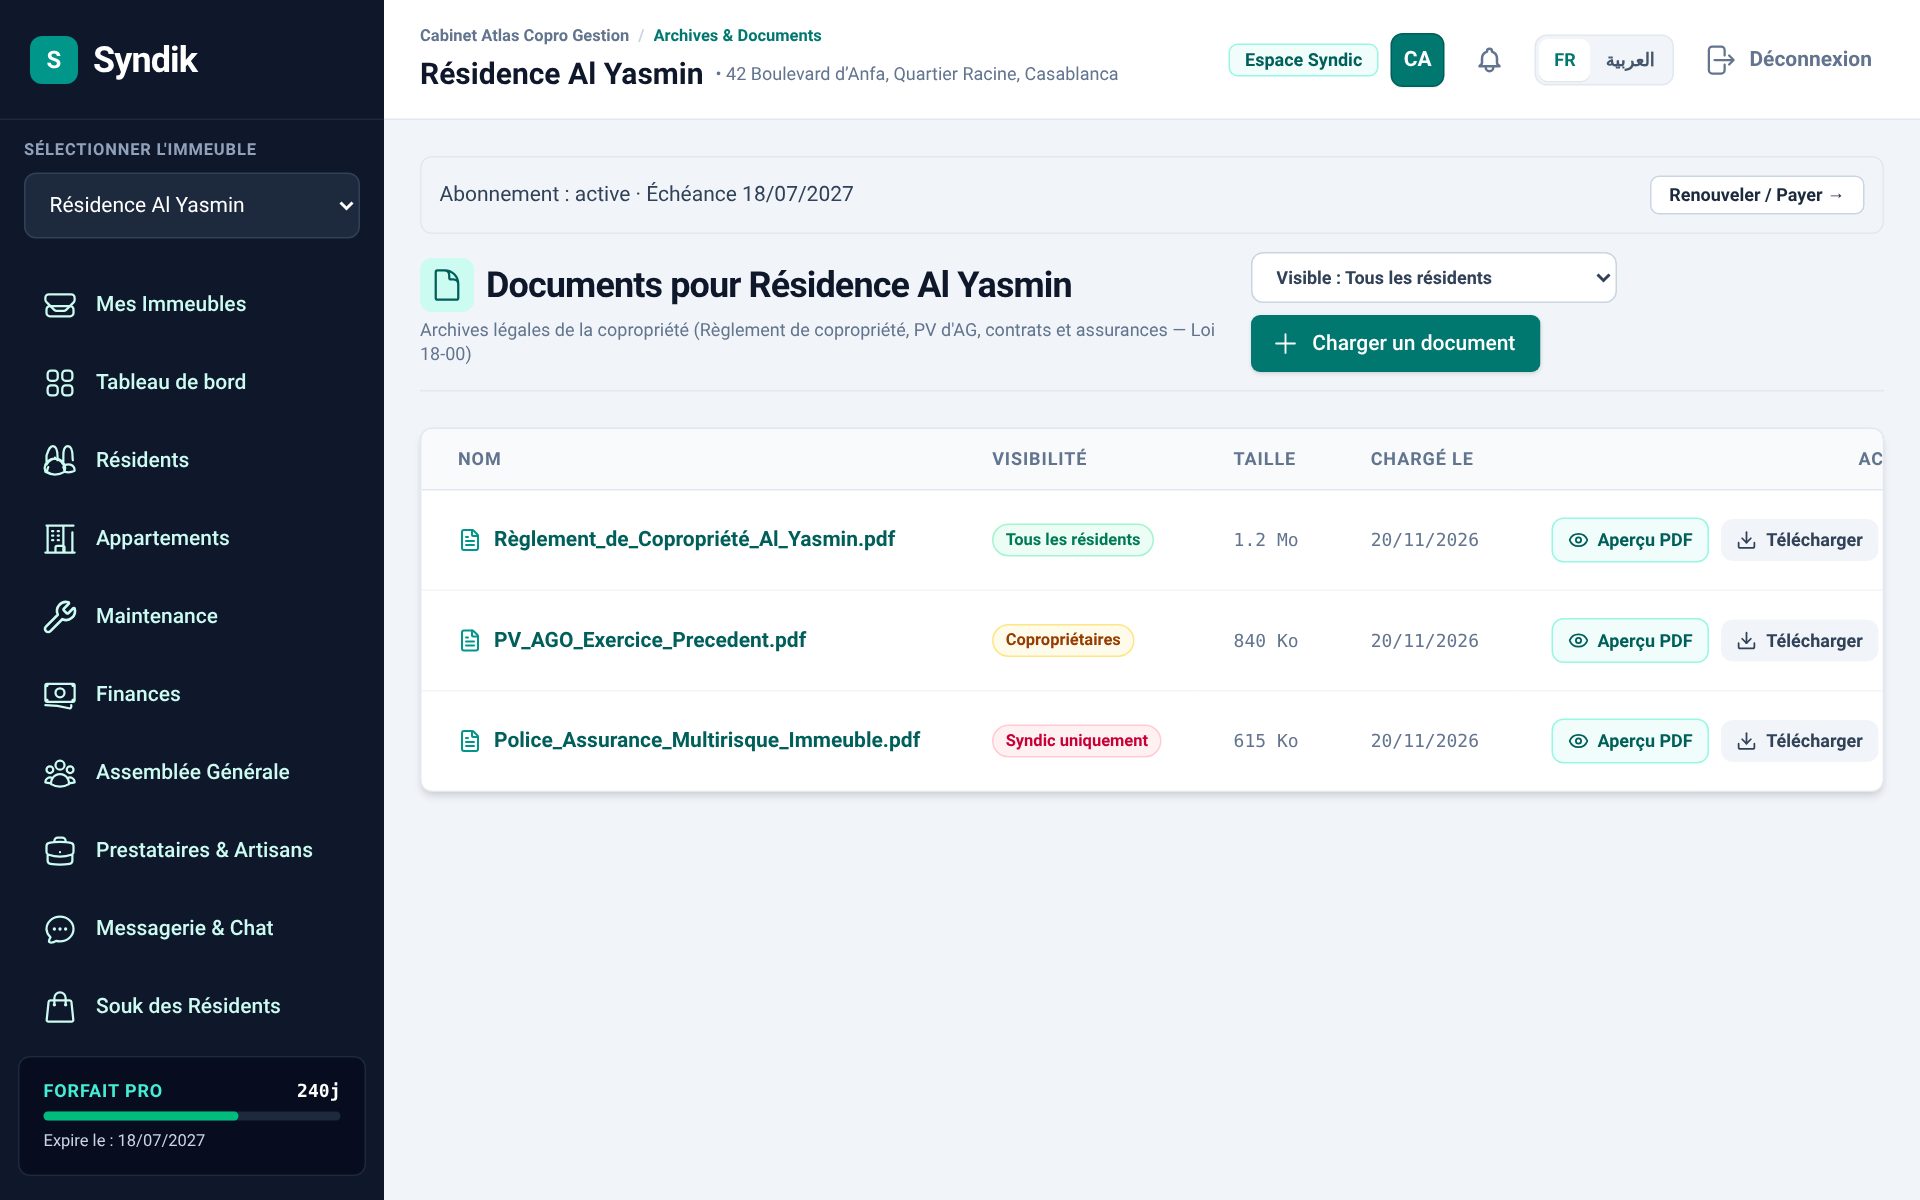 S Syndik
SÉLECTIONNER L'IMMEUBLE
Résidence Al Yasmin
Mes Immeubles
Tableau de bord
Résidents
Appartements
Maintenance
Finances
Assemblée Générale
Prestataires & Artisans
Messagerie & Chat
Souk des Résidents
FORFAIT PRO 240j
Expire le : 18/07/2027
Cabinet Atlas Copro Gestion / Archives & Documents
Résidence Al Yasmin • 42 Boulevard d’Anfa, Quartier Racine, Casablanca
Espace Syndic CA FR العربية Déconnexion
Abonnement : active · Échéance 18/07/2027
Renouveler / Payer →
Documents pour Résidence Al Yasmin
Archives légales de la copropriété (Règlement de copropriété, PV d'AG, contrats et assurances — Loi
18-00)
Visible : Tous les résidents
Charger un document
NOM VISIBILITÉ TAILLE CHARGÉ LE AC
Règlement_de_Copropriété_Al_Yasmin.pdf Tous les résidents 1.2 Mo 20/11/2026 Aperçu PDF Télécharger
PV_AGO_Exercice_Precedent.pdf Copropriétaires 840 Ko 20/11/2026 Aperçu PDF Télécharger
Police_Assurance_Multirisque_Immeuble.pdf Syndic uniquement 615 Ko 20/11/2026 Aperçu PDF Télécharger